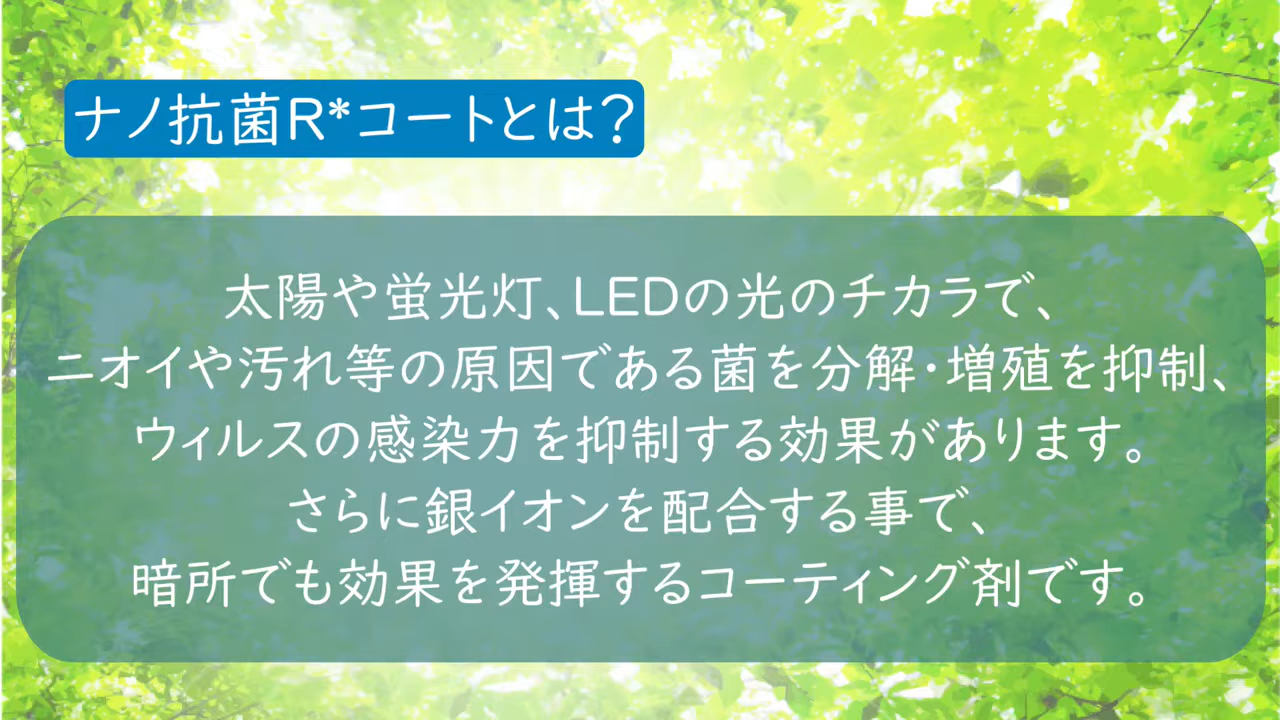 ナノ抗菌R*コートとは？
太陽や蛍光灯、LEDの光のチカラで、
ニオイや汚れ等の原因である菌を分解・増殖を抑制、
ウィルスの感染力を抑制する効果があります。
さらに銀イオンを配合する事で、
暗所でも効果を発揮するコーティング剤です。